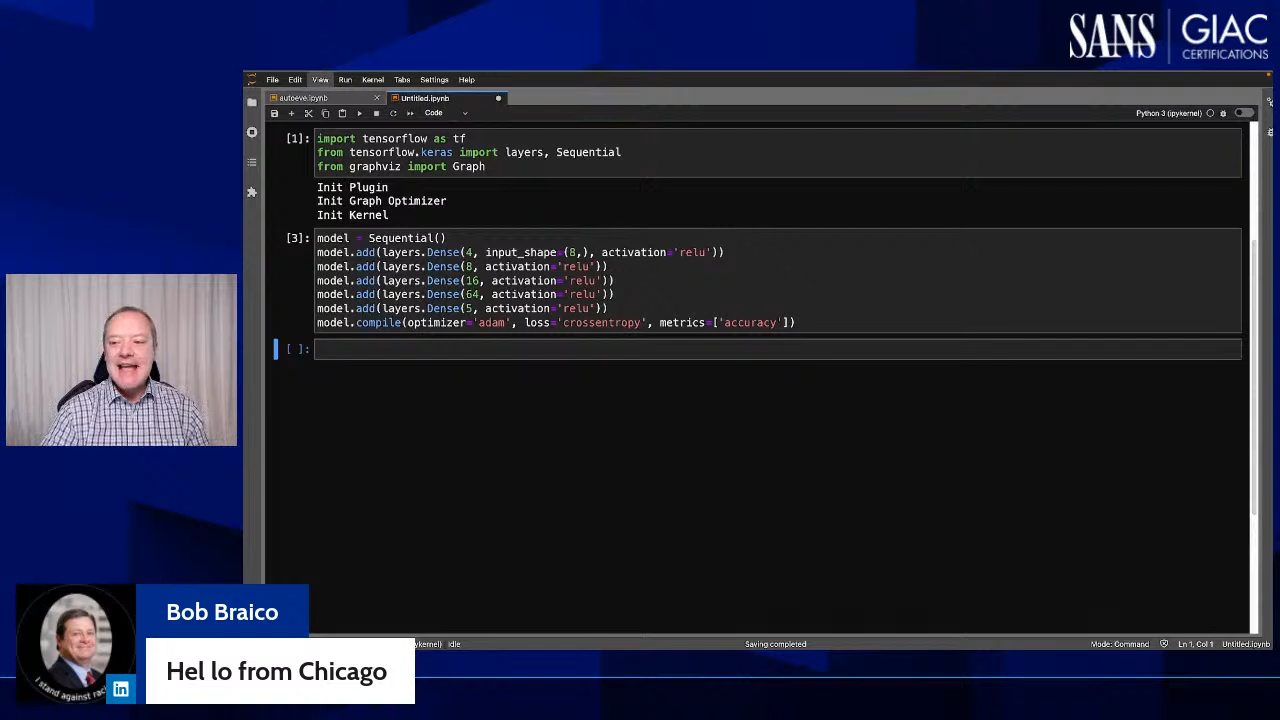 SANS GIAC
CERTIFICATIONS
File Edit View Run Kernel Tabs Settings Help
autoeve.ipynb Untitled.ipynb
Code Python 3 (ipykernel)
[1]: import tensorflow as tf
from tensorflow.keras import layers, Sequential
from graphviz import Graph
Init Plugin
Init Graph Optimizer
Init Kernel
[3]: model = Sequential()
model.add(layers.Dense(4, input_shape=(8,), activation='relu'))
model.add(layers.Dense(8, activation='relu'))
model.add(layers.Dense(16, activation='relu'))
model.add(layers.Dense(64, activation='relu'))
model.add(layers.Dense(5, activation='relu'))
model.compile(optimizer='adam', loss='crossentropy', metrics=['accuracy'])
[ ]:
Bob Braico
Hel lo from Chicago
I stand against
in
ykernel) Idle Saving completed Mode: Command Ln 1, Col 1 Untitled.ipynb